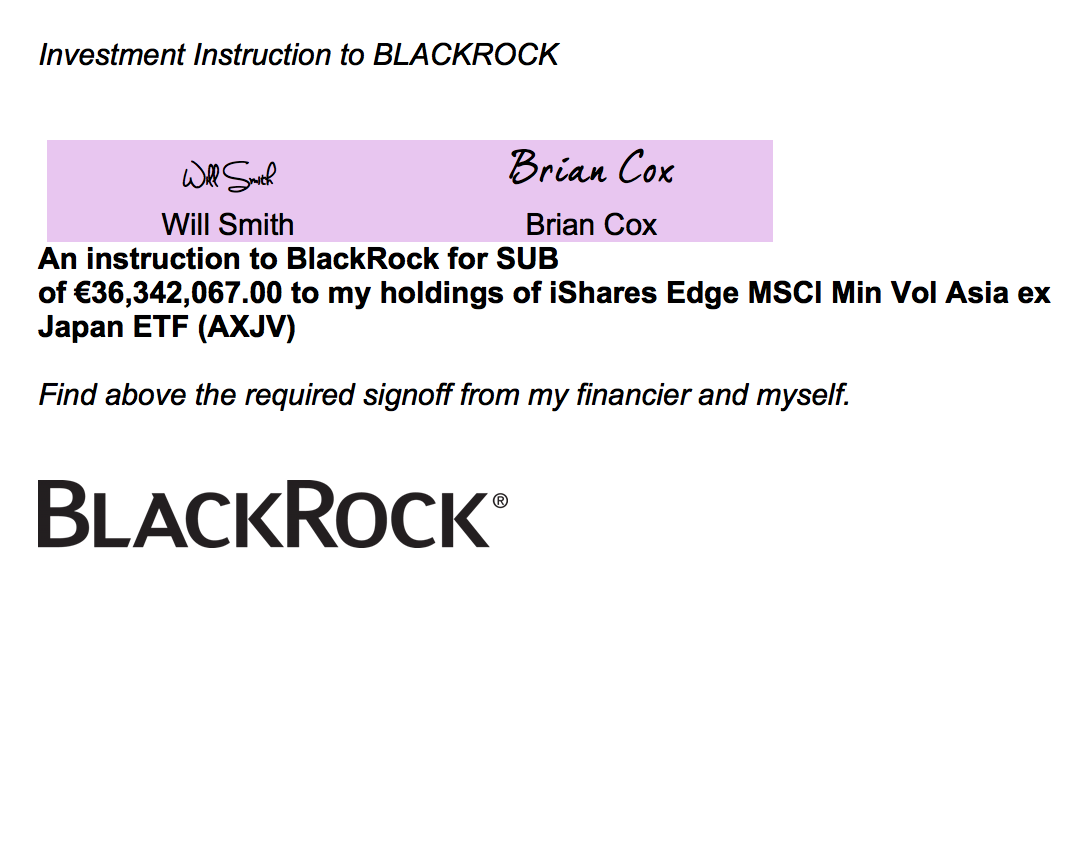 Investment Instruction to BLACKROCK
Will Smith Brian Cox
Will Smith Brian Cox
An instruction to BlackRock for SUB
of €36,342,067.00 to my holdings of iShares Edge MSCI Min Vol Asia ex
Japan ETF (AXJV)
Find above the required signoff from my financier and myself.
BLACKROCK®